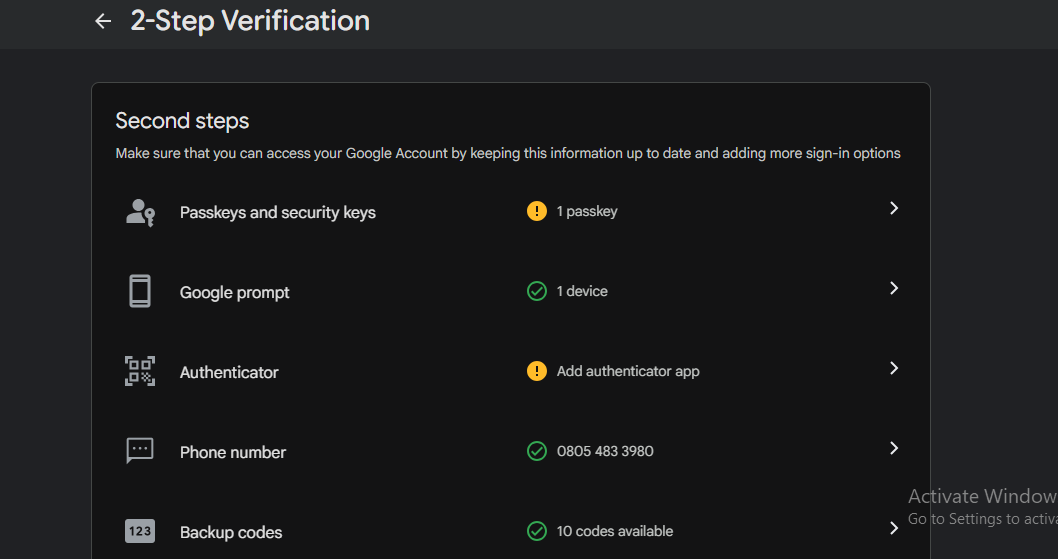 2-Step Verification
Second steps
Make sure that you can access your Google Account by keeping this information up to date and adding more sign-in options
Passkeys and security keys
1 passkey
Google prompt
1 device
Authenticator
Add authenticator app
Phone number
0805 483 3980
123
Backup codes
10 codes available
Activate Window
Go to Settings to activa